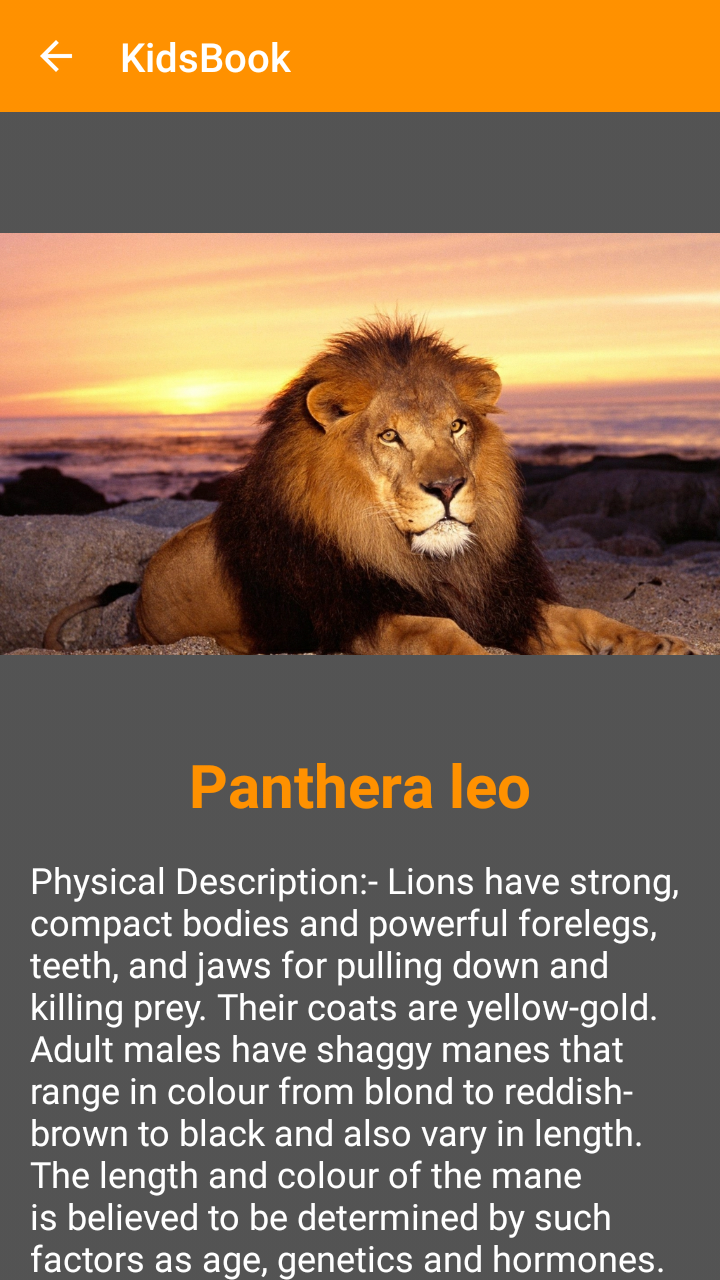 KidsBook
Panthera leo
Physical Description:- Lions have strong,
compact bodies and powerful forelegs,
teeth, and jaws for pulling down and
killing prey. Their coats are yellow-gold.
Adult males have shaggy manes that
range in colour from blond to reddish-
brown to black and also vary in length.
The length and colour of the mane
is believed to be determined by such
factors as age, genetics and hormones.